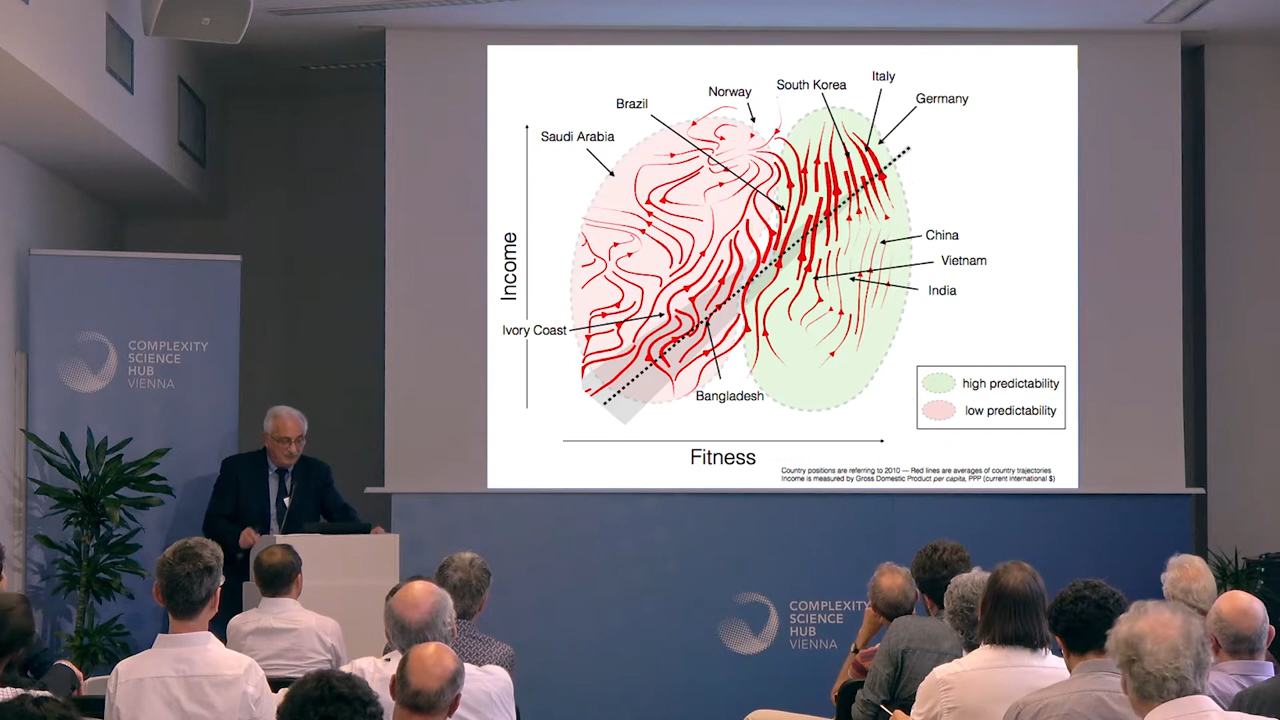 Italy
South Korea
Norway
Germany
Brazil
Saudi Arabia
China
Income
Vietnam
India
Ivory Coast
COMPLEXITY
SCIENCE
HUB
VIENNA
high predictability
Bangladesh
low predictability
Fitness
Country positions are referring to 2010 — Red lines are averages of country trajectories
Income is measured by Gross Domestic Product per capita, PPP (current international $)
COMPLEXITY
SCIENCE
HUB
VIENNA